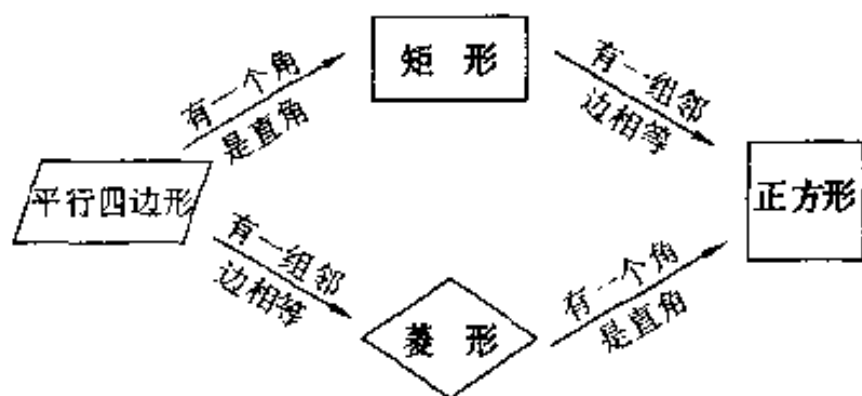 矩 形
有一个角
是直角
有一组邻
边相等
平行四边形
正方形
有一组邻
边相等
菱 形
有一个角
是直角